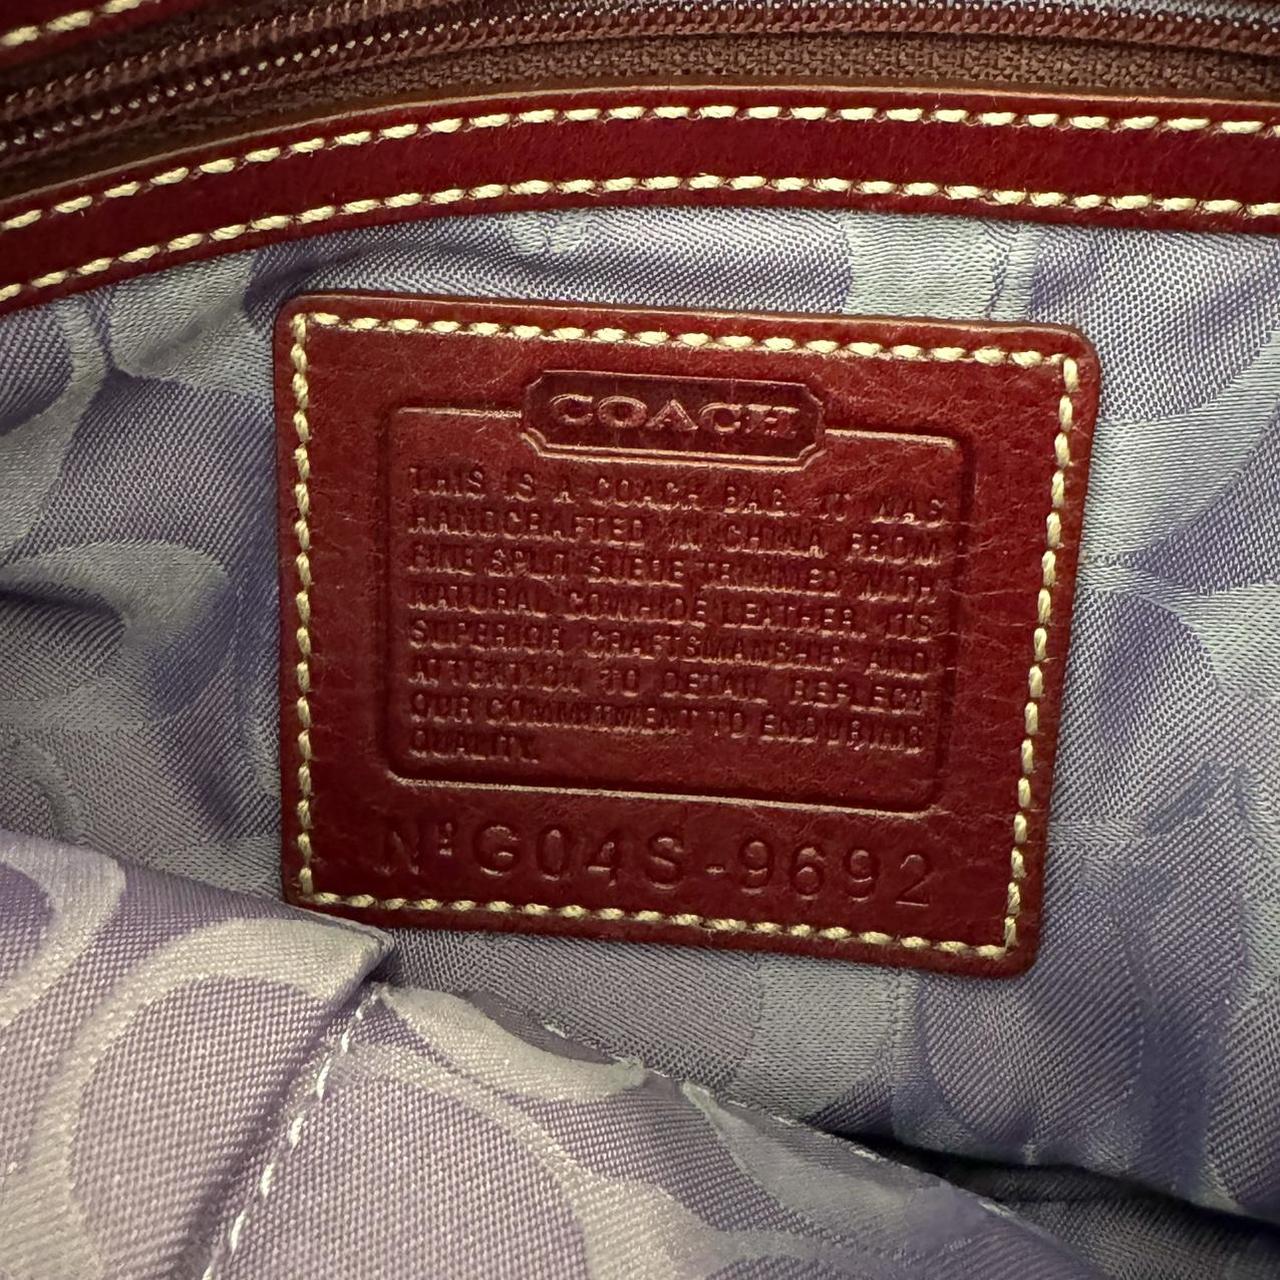 COACH
THIS IS A COACH BAG. IT WAS
HANDCRAFTED IN CHINA FROM
FINE SPLIT SUEDE TRIMMED WITH
NATURAL COWHIDE LEATHER. ITS
SUPERIOR CRAFTSMANSHIP AND
ATTENTION TO DETAIL REFLECT
OUR COMMITMENT TO ENDURING
QUALITY.
Nº G04S-9692